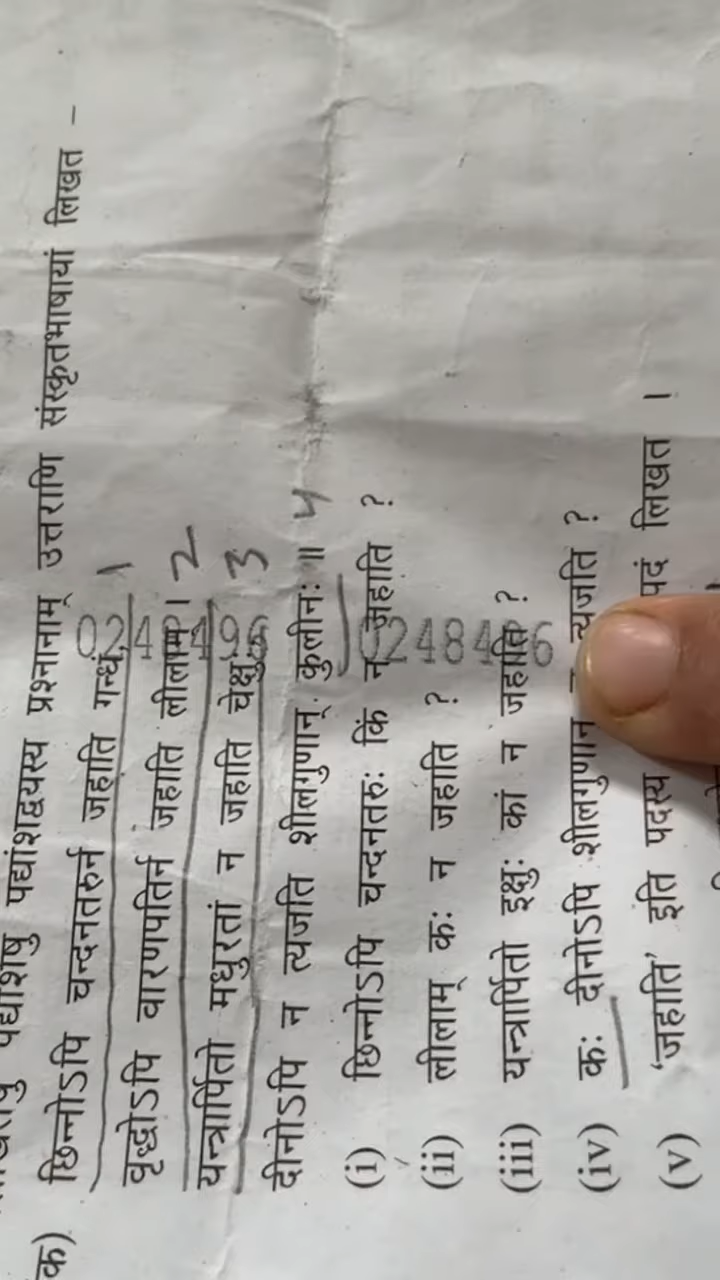 क) छिन्नोऽपि चन्दनतरुर्न जहाति गन्धं, 1
पद्यांशेषु पद्यांशद्वयस्य प्रश्नानाम् उत्तराणि संस्कृतभाषायां लिखत –
वृद्धोऽपि वारणपतिर्न जहाति लीलाम् । 2
यन्त्रार्पितो मधुरतां न जहाति चेक्षुः 3
दीनोऽपि न त्यजति शीलगुणान् कुलीनः ॥ 4
(i) छिन्नोऽपि चन्दनतरुः किं न जहाति ?
0248496
(ii) लीलाम् कः न जहाति ?
(iii) यन्त्रार्पितो इक्षुः कां न जहाति ?
(iv) कः दीनोऽपि शीलगुणान् त्यजति ?
(v) 'जहाति' इति पदस्य पदं लिखत ।